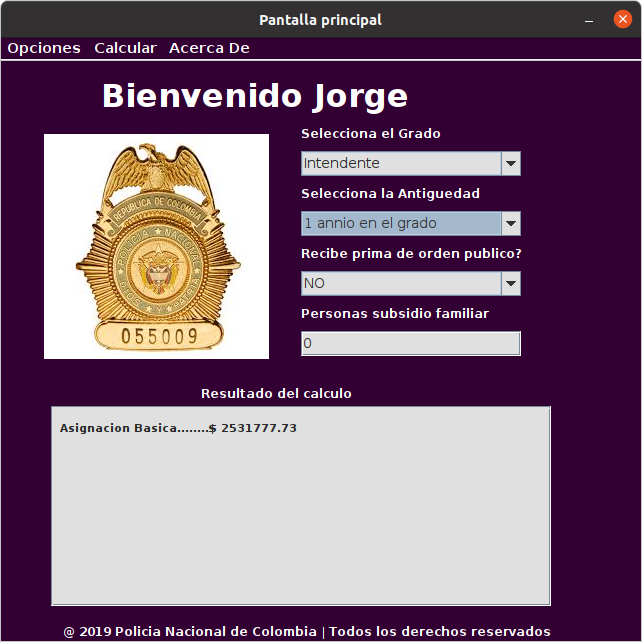 Pantalla principal
Opciones Calcular Acerca De
Bienvenido Jorge
REPUBLICA DE COLOMBIA
POLICIA NACIONAL
DIOS Y PATRIA
055009
Selecciona el Grado
Intendente
Selecciona la Antiguedad
1 annio en el grado
Recibe prima de orden publico?
NO
Personas subsidio familiar
0
Resultado del calculo
Asignacion Basica........$ 2531777.73
@ 2019 Policia Nacional de Colombia | Todos los derechos reservados